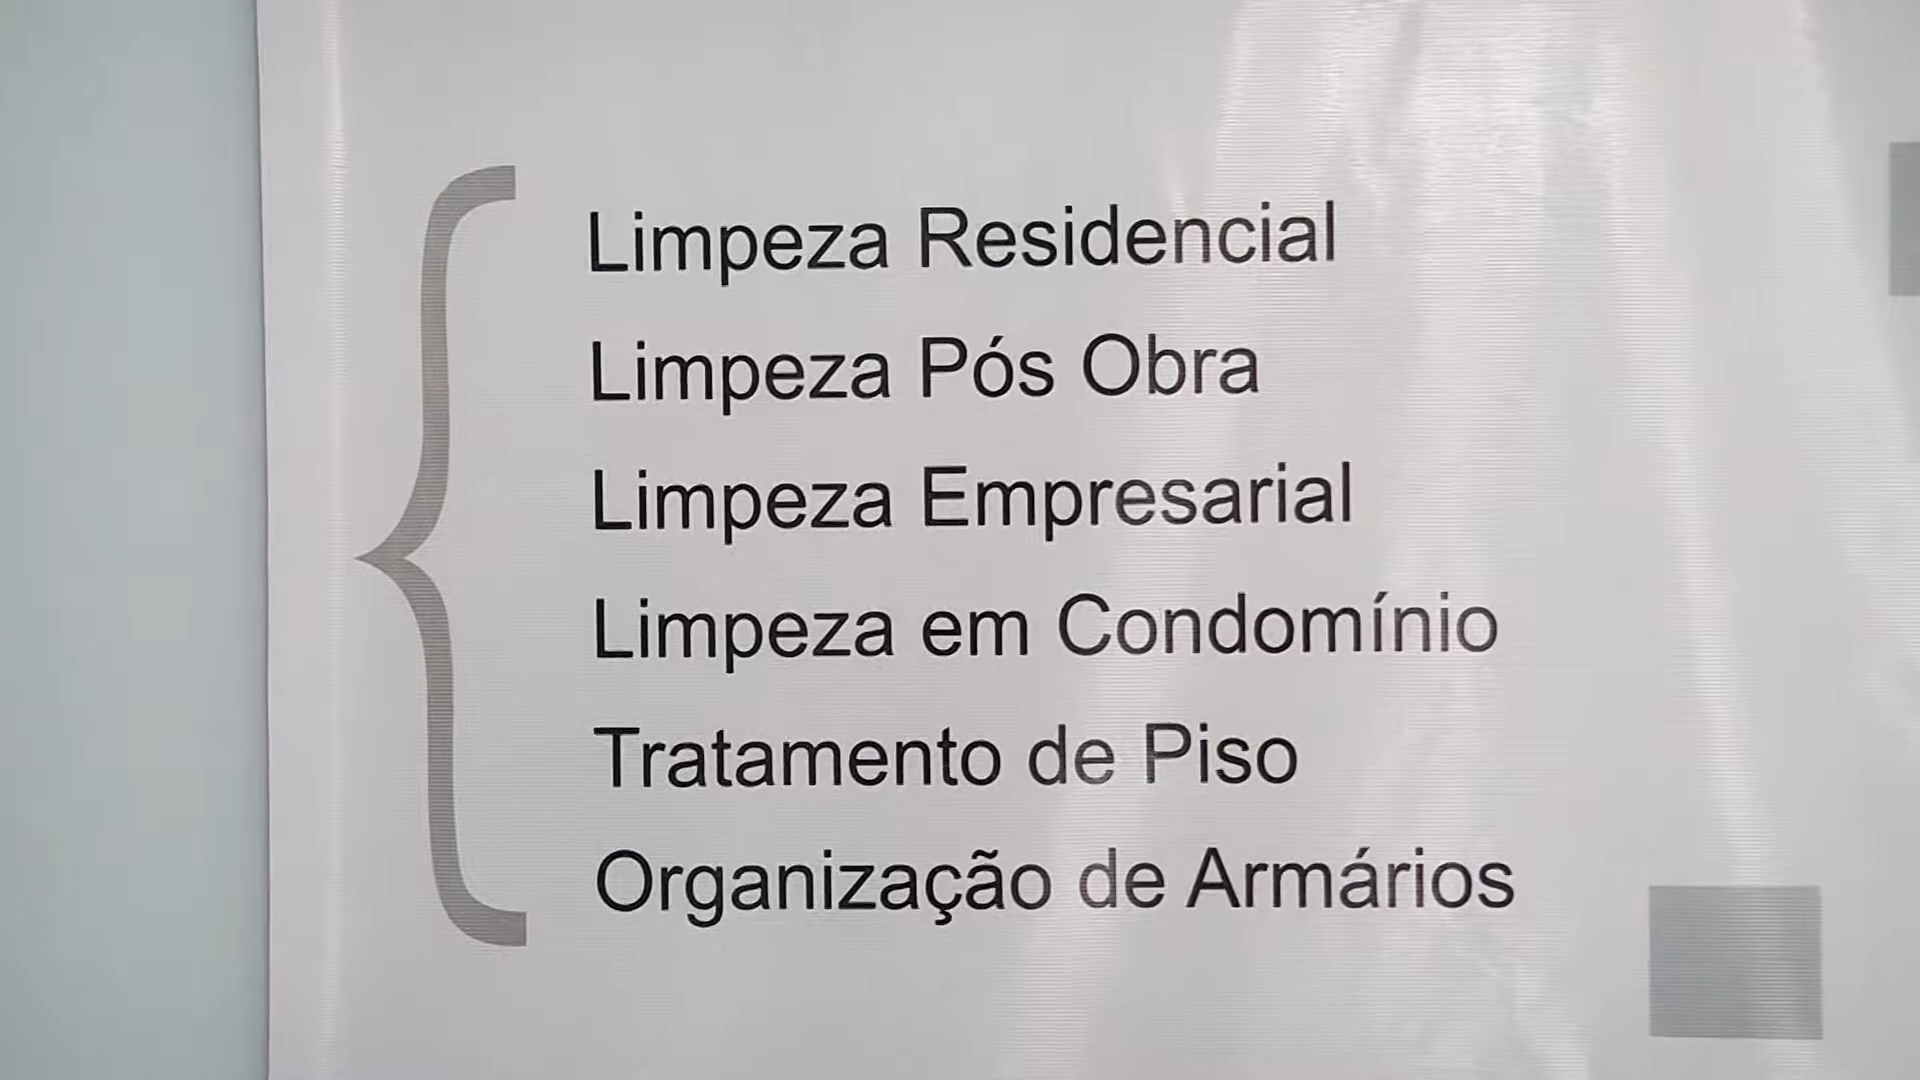 Limpeza Residencial
Limpeza Pós Obra
Limpeza Empresarial
Limpeza em Condomínio
Tratamento de Piso
Organização de Armários